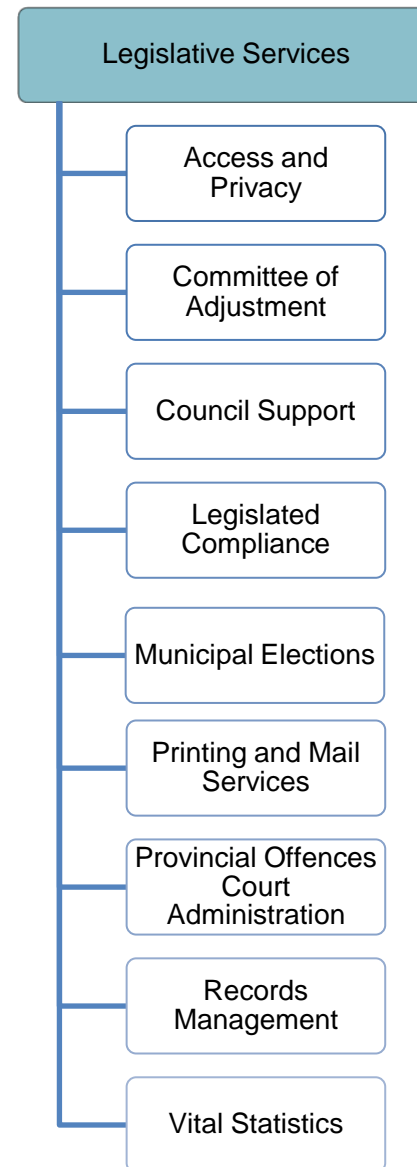 Legislative Services
Access and
Privacy
Committee of
Adjustment
Council Support
Legislated
Compliance
Municipal Elections
Printing and Mail
Services
Provincial Offences
Court
Administration
Records
Management
Vital Statistics